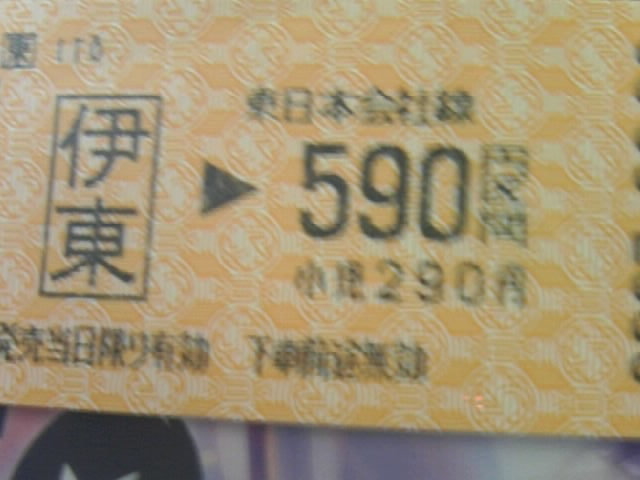 ITO
伊東
▶
東日本会社線
590円区間
小児290円
発売当日限り有効 下車前途無効